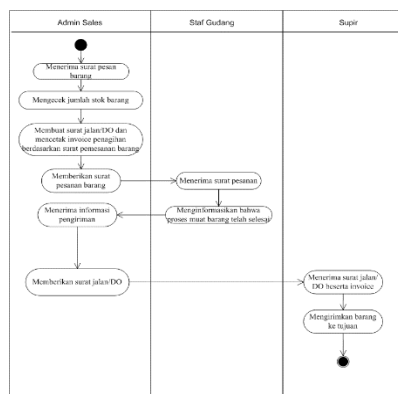 Admin Sales
Staf Gudang
Supir
Menerima surat pesan
barang
Mengecek jumlah stok barang
Membuat surat jalan/DO dan
mencetak invoice penagihan
berdasarkan surat pemesanan barang
Memberikan surat
pesanan barang
Menerima surat pesanan
Menerima informasi
pengiriman
Menginformasikan bahwa
proses muat barang telah selesai
Memberikan surat jalan/DO
Menerima surat jalan/
DO beserta invoice
Mengirimkan barang
ke tujuan